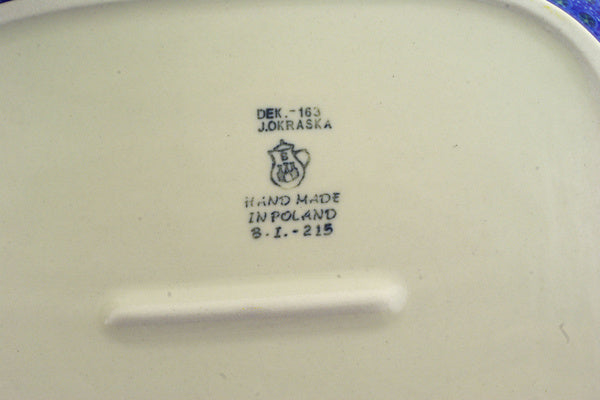 DEK.-163
J.OKRASKA
B
HAND MADE
IN POLAND
B.I.-215